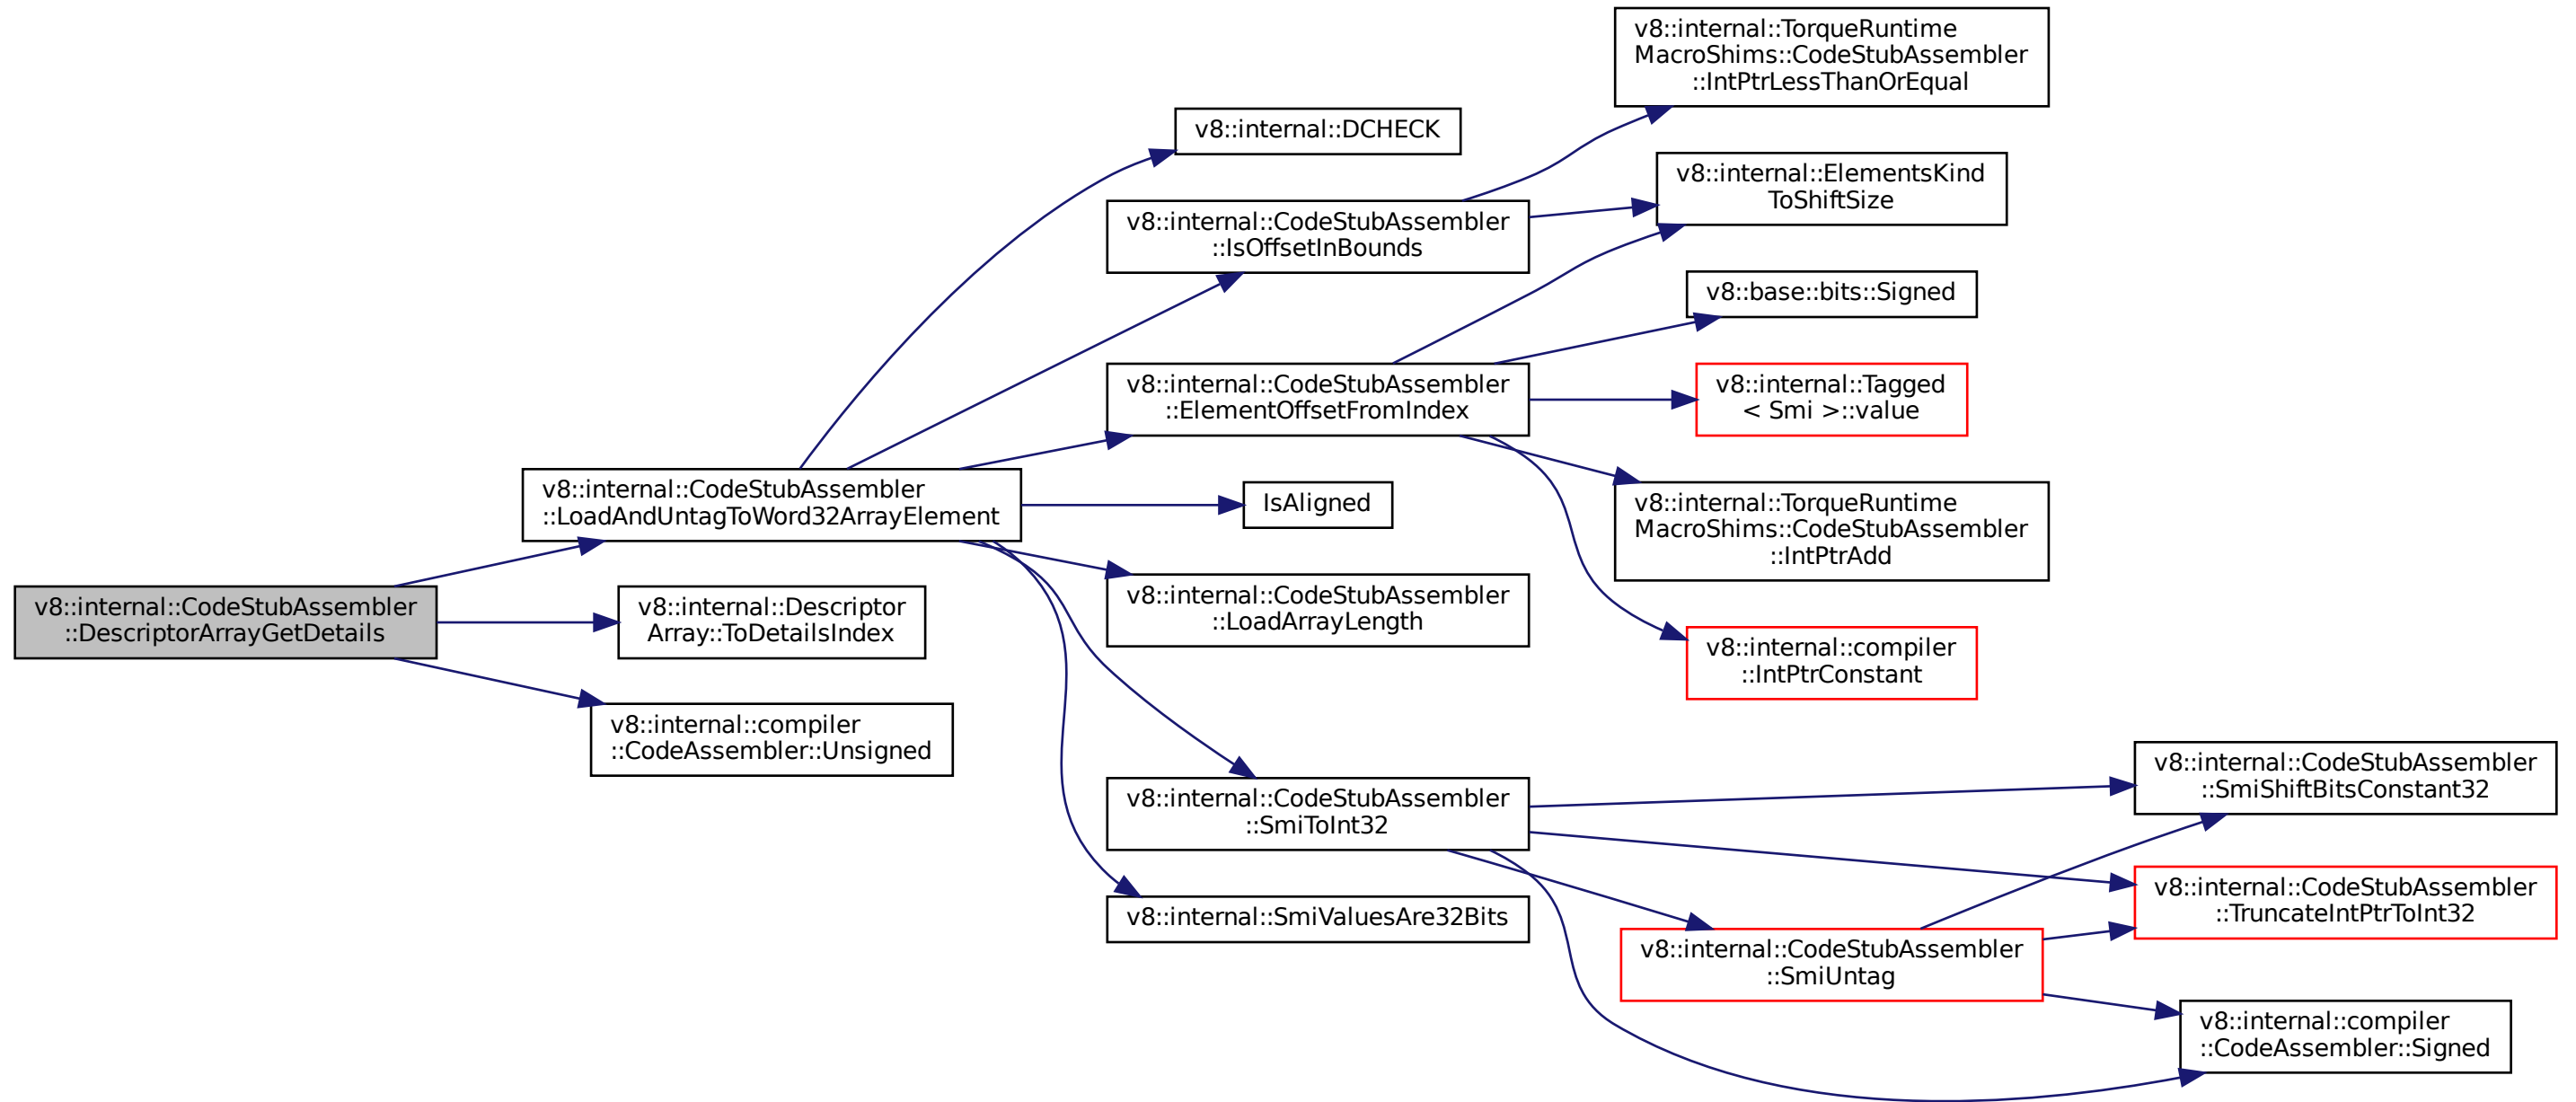 v8::internal::CodeStubAssembler
::DescriptorArrayGetDetails
v8::internal::CodeStubAssembler
::LoadAndUntagToWord32ArrayElement
v8::internal::Descriptor
Array::ToDetailsIndex
v8::internal::compiler
::CodeAssembler::Unsigned
v8::internal::DCHECK
v8::internal::CodeStubAssembler
::IsOffsetInBounds
v8::internal::CodeStubAssembler
::ElementOffsetFromIndex
IsAligned
v8::internal::CodeStubAssembler
::LoadArrayLength
v8::internal::CodeStubAssembler
::SmiToInt32
v8::internal::SmiValuesAre32Bits
v8::internal::TorqueRuntime
MacroShims::CodeStubAssembler
::IntPtrLessThanOrEqual
v8::internal::ElementsKind
ToShiftSize
v8::base::bits::Signed
v8::internal::Tagged
< Smi >::value
v8::internal::TorqueRuntime
MacroShims::CodeStubAssembler
::IntPtrAdd
v8::internal::compiler
::IntPtrConstant
v8::internal::CodeStubAssembler
::SmiUntag
v8::internal::CodeStubAssembler
::SmiShiftBitsConstant32
v8::internal::CodeStubAssembler
::TruncateIntPtrToInt32
v8::internal::compiler
::CodeAssembler::Signed